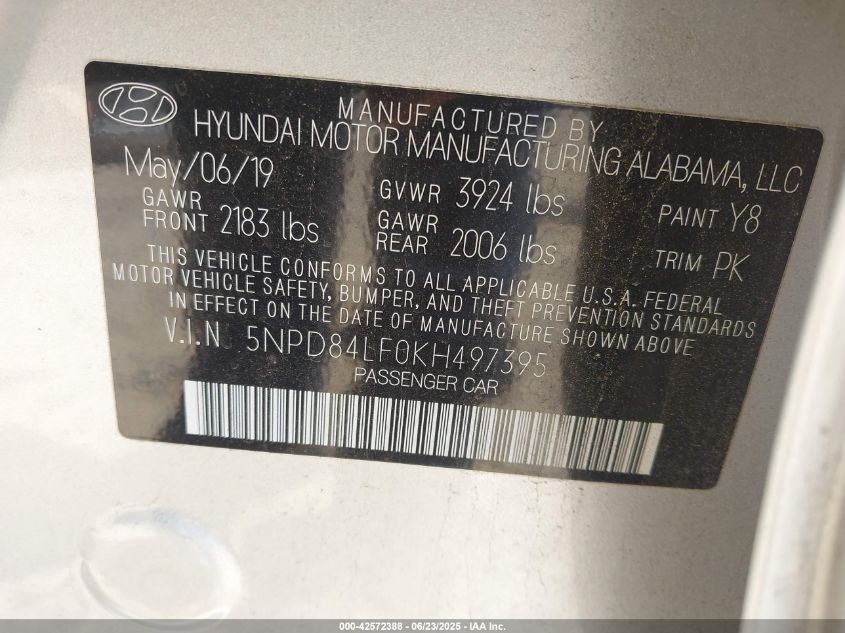 MANUFACTURED BY
HYUNDAI MOTOR MANUFACTURING ALABAMA, LLC
May/06/19
GAWR FRONT 2183 lbs
GVWR 3924 lbs
GAWR REAR 2006 lbs
PAINT Y8
TRIM PK
THIS VEHICLE CONFORMS TO ALL APPLICABLE U.S.A. FEDERAL
MOTOR VEHICLE SAFETY, BUMPER, AND THEFT PREVENTION STANDARDS
IN EFFECT ON THE DATE OF MANUFACTURE SHOWN ABOVE
V.I.N 5NPD84LF0KH497395
PASSENGER CAR
000-42572388 - 06/23/2025 - IAA Inc.